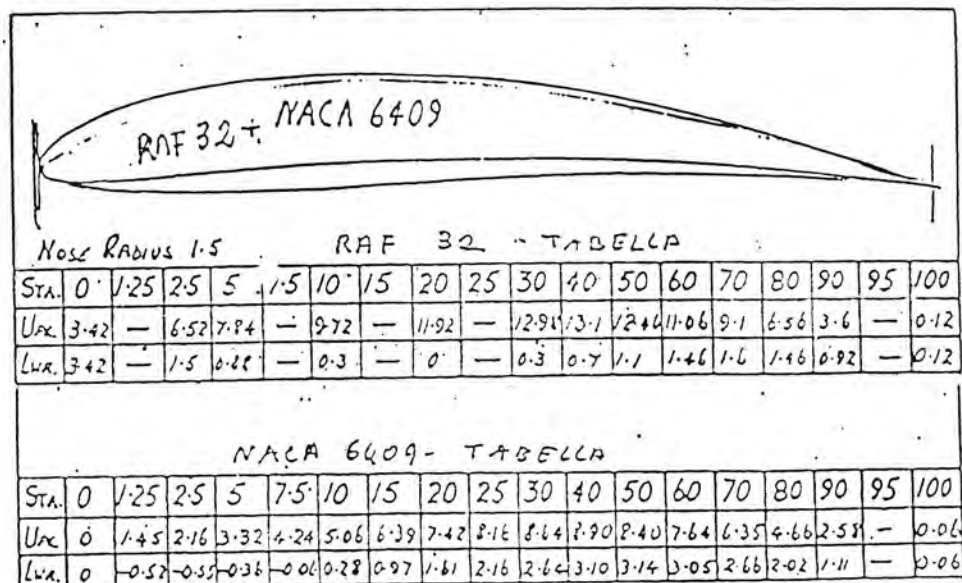 RAF 32 + NACA 6409
NOSE RADIUS 1.5 RAF 32 - TABELLA
STA. 0 1.25 2.5 5 1.5 10 15 20 25 30 40 50 60 70 80 90 95 100
UPR. 3.42 — 6.52 7.84 — 9.72 — 11.92 — 12.98 13.1 12.46 11.06 9.1 6.56 3.6 — 0.12
LWR. 3.42 — 1.5 0.88 — 0.3 — 0 — 0.3 0.7 1.1 1.46 1.6 1.46 0.92 — 0.12
NACA 6409 - TABELLA
STA. 0 1.25 2.5 5 7.5 10 15 20 25 30 40 50 60 70 80 90 95 100
UPR 0 1.45 2.16 3.32 4.24 5.06 6.39 7.42 8.16 8.64 8.90 8.40 7.64 6.35 4.66 2.58 — 0.06
LWR. 0 -0.52 -0.55 -0.36 -0.06 0.28 0.97 1.61 2.16 2.64 3.10 3.14 3.05 2.66 2.02 1.11 — 0.06